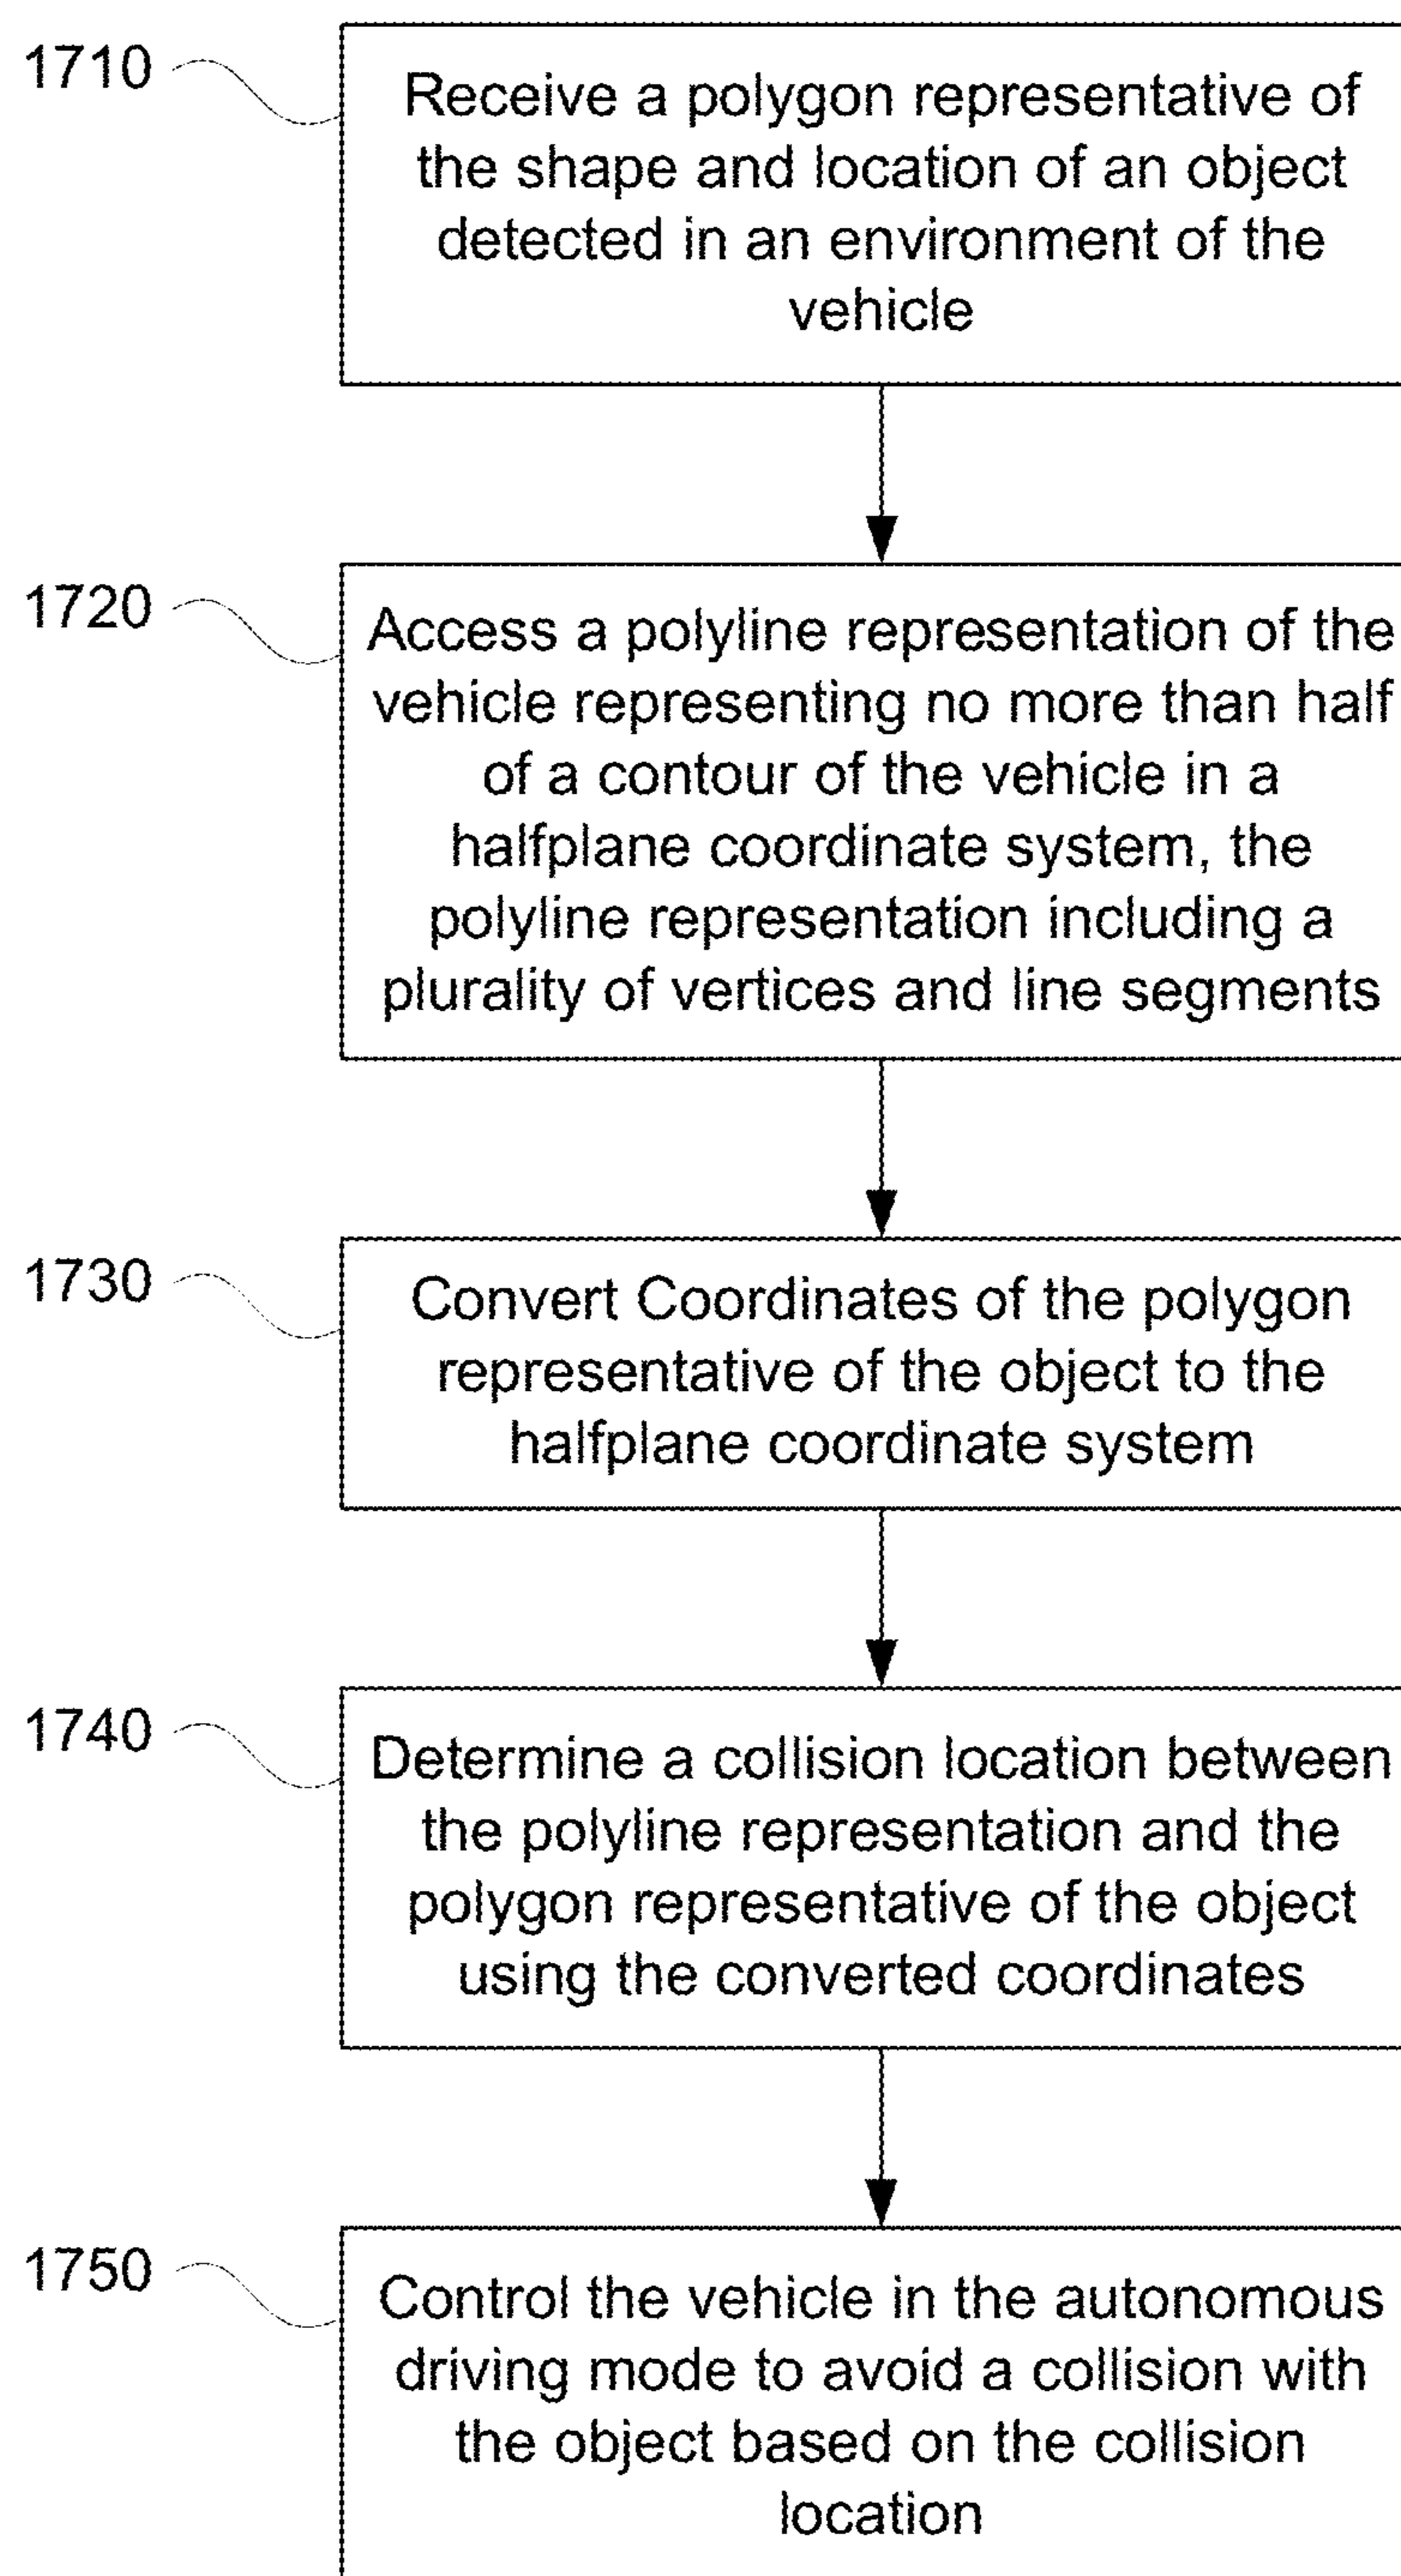 1710
Receive a polygon representative of
the shape and location of an object
detected in an environment of the
vehicle
1720
Access a polyline representation of the
vehicle representing no more than half
of a contour of the vehicle in a
halfplane coordinate system, the
polyline representation including a
plurality of vertices and line segments
1730
Convert Coordinates of the polygon
representative of the object to the
halfplane coordinate system
1740
Determine a collision location between
the polyline representation and the
polygon representative of the object
using the converted coordinates
1750
Control the vehicle in the autonomous
driving mode to avoid a collision with
the object based on the collision
location